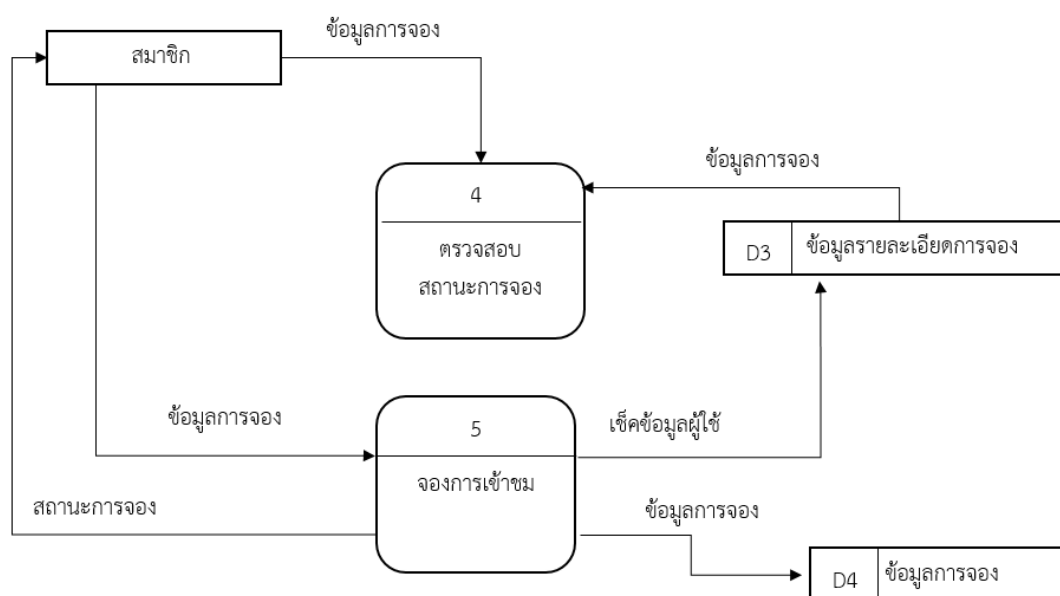 ข้อมูลการจอง
สมาชิก
ข้อมูลการจอง
4
ตรวจสอบ
สถานะการจอง
D3 ข้อมูลรายละเอียดการจอง
ข้อมูลการจอง
5
เช็คข้อมูลผู้ใช้
จองการเข้าชม
สถานะการจอง
ข้อมูลการจอง
D4 ข้อมูลการจอง